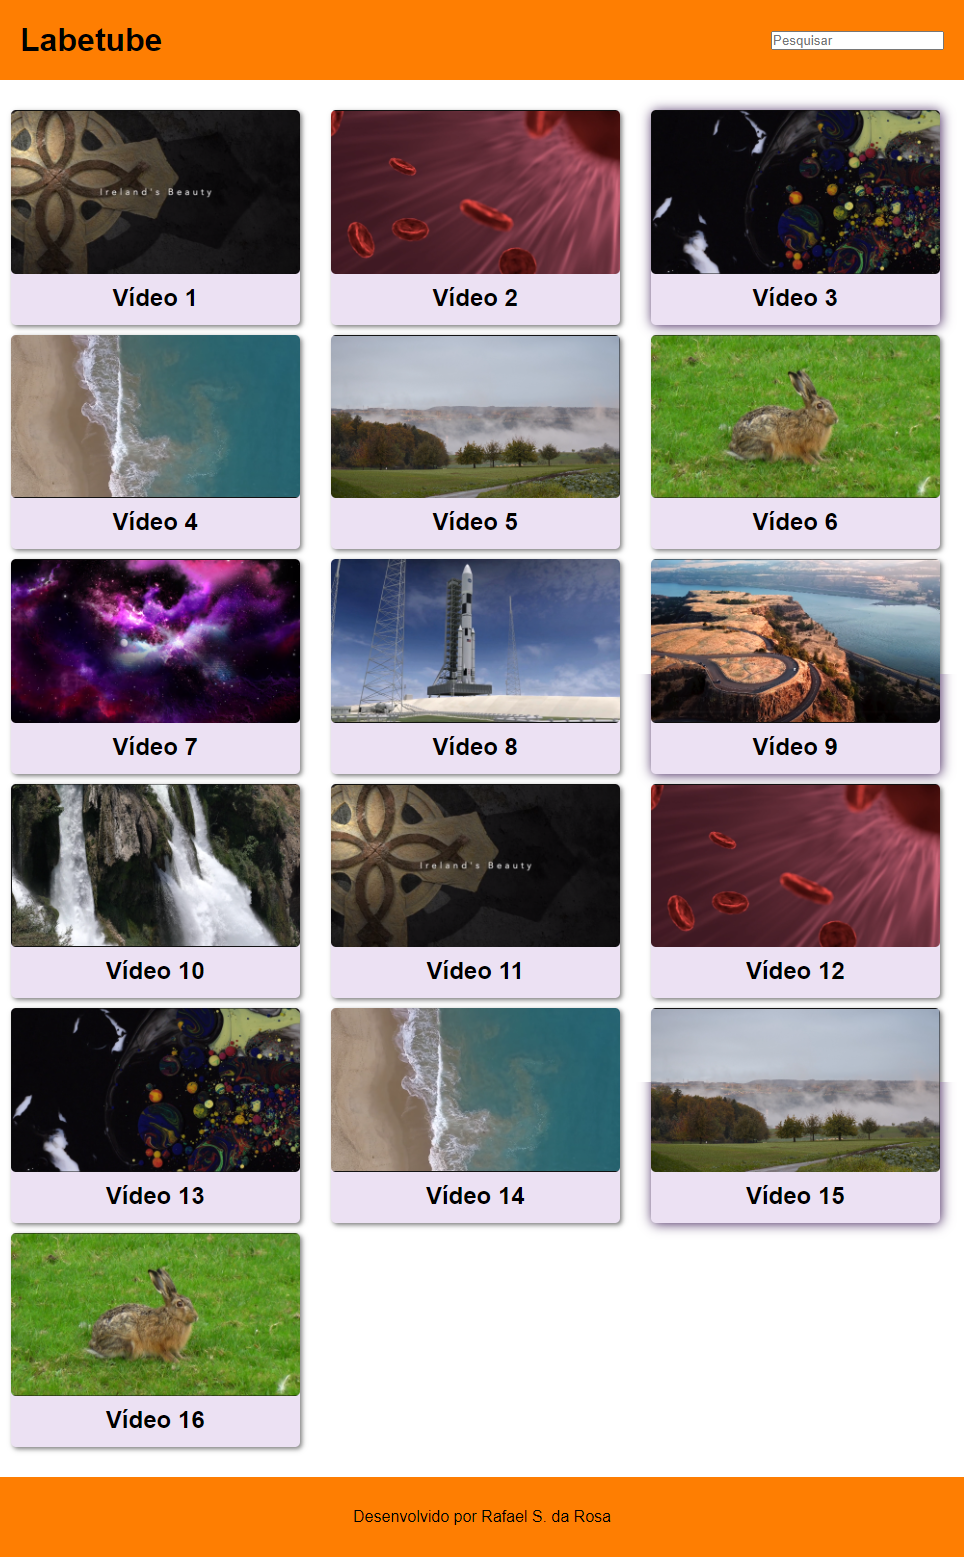 Labetube
Pesquisar
Ireland's Beauty
Vídeo 1
Vídeo 2
Vídeo 3
Vídeo 4
Vídeo 5
Vídeo 6
Vídeo 7
Vídeo 8
Vídeo 9
Ireland's Beauty
Vídeo 10
Vídeo 11
Vídeo 12
Vídeo 13
Vídeo 14
Vídeo 15
Vídeo 16
Desenvolvido por Rafael S. da Rosa